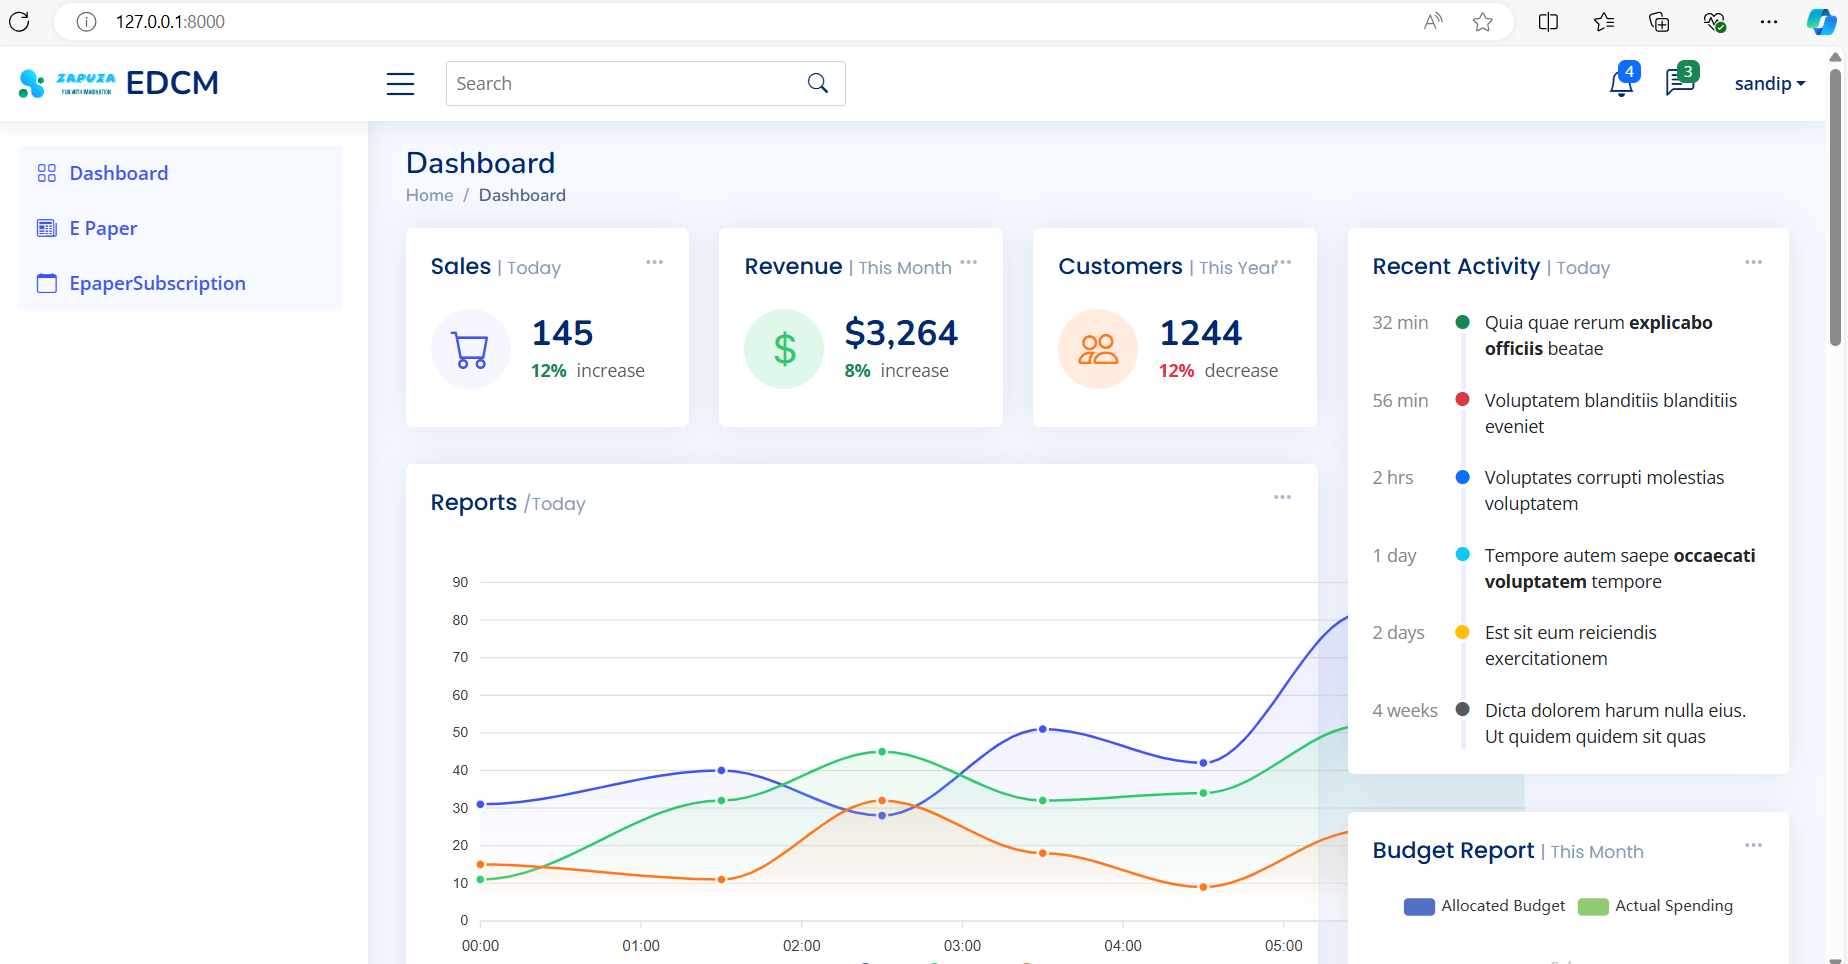 127.0.0.1:8000
ZAPUZA
FUN WITH IMAGINATION
EDCM
Search
4
3
sandip
Dashboard
E Paper
EpaperSubscription
Dashboard
Home / Dashboard
Sales | Today
145
12% increase
Revenue | This Month
$3,264
8% increase
Customers | This Year
1244
12% decrease
Reports /Today
90
80
70
60
50
40
30
20
10
0
00:00 01:00 02:00 03:00 04:00 05:00
Recent Activity | Today
32 min Quia quae rerum explicabo
officiis beatae
56 min Voluptatem blanditiis blanditiis
eveniet
2 hrs Voluptates corrupti molestias
voluptatem
1 day Tempore autem saepe occaecati
voluptatem tempore
2 days Est sit eum reiciendis
exercitationem
4 weeks Dicta dolorem harum nulla eius.
Ut quidem quidem sit quas
Budget Report | This Month
Allocated Budget Actual Spending